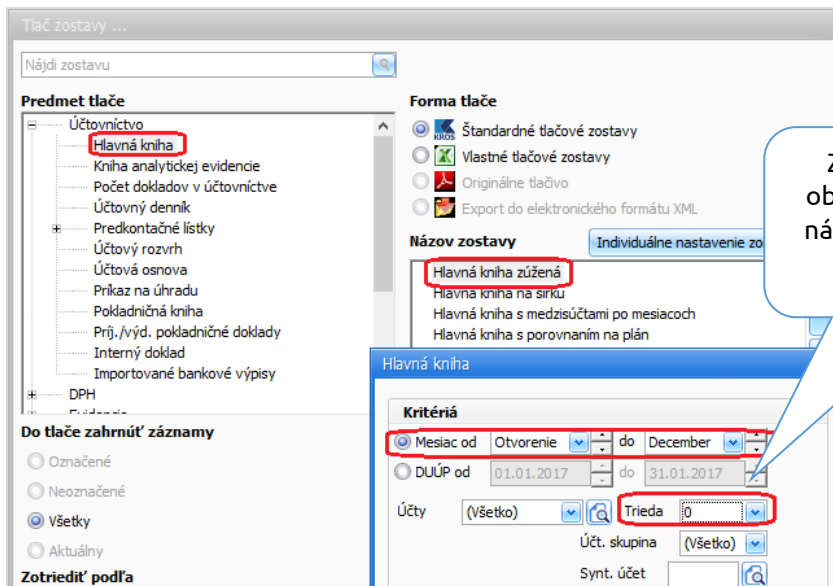 Tlač zostavy ...
Nájdi zostavu
Predmet tlače
Účtovníctvo
Hlavná kniha
Kniha analytickej evidencie
Počet dokladov v účtovníctve
Účtovný denník
Predkontačné lístky
Účtový rozvrh
Účtová osnova
Príkaz na úhradu
Pokladničná kniha
Príj./výd. pokladničné doklady
Interný doklad
Importované bankové výpisy
DPH
Do tlače zahrnúť záznamy
Označené
Neoznačené
Všetky
Aktuálny
Zotriediť podľa
Forma tlače
KROS Štandardné tlačové zostavy
Vlastné tlačové zostavy
Originálne tlačivo
Export do elektronického formátu XML
Názov zostavy Individuálne nastavenie zo
Hlavná kniha zúžená
Hlavná kniha na šírku
Hlavná kniha s medzisúčtami po mesiacoch
Hlavná kniha s porovnaním na plán
Z
ob
ná
Hlavná kniha
Kritériá
Mesiac od Otvorenie do December
DUÚP od 01.01.2017 do 31.01.2017
Účty (Všetko) Trieda 0
Účt. skupina (Všetko)
Synt. účet